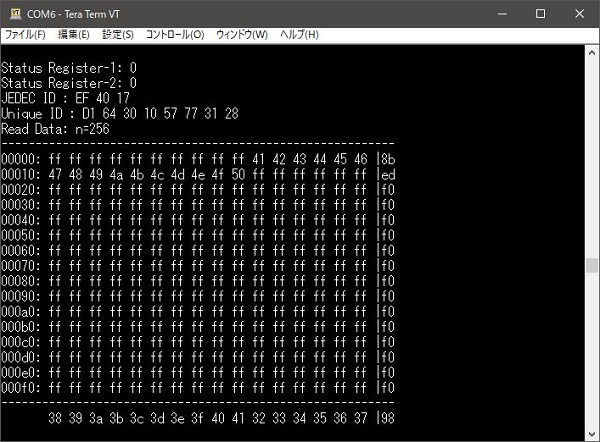 COM6 - Tera Term VT
ファイル(F) 編集(E) 設定(S) コントロール(O) ウィンドウ(W) ヘルプ(H)
Status Register-1: 0
Status Register-2: 0
JEDEC ID : EF 40 17
Unique ID : D1 64 30 10 57 77 31 28
Read Data: n=256
----------------------------------------------------------
00000: ff ff ff ff ff ff ff ff ff ff 41 42 43 44 45 46 |8b
00010: 47 48 49 4a 4b 4c 4d 4e 4f 50 ff ff ff ff ff ff |ed
00020: ff ff ff ff ff ff ff ff ff ff ff ff ff ff ff ff |f0
00030: ff ff ff ff ff ff ff ff ff ff ff ff ff ff ff ff |f0
00040: ff ff ff ff ff ff ff ff ff ff ff ff ff ff ff ff |f0
00050: ff ff ff ff ff ff ff ff ff ff ff ff ff ff ff ff |f0
00060: ff ff ff ff ff ff ff ff ff ff ff ff ff ff ff ff |f0
00070: ff ff ff ff ff ff ff ff ff ff ff ff ff ff ff ff |f0
00080: ff ff ff ff ff ff ff ff ff ff ff ff ff ff ff ff |f0
00090: ff ff ff ff ff ff ff ff ff ff ff ff ff ff ff ff |f0
000a0: ff ff ff ff ff ff ff ff ff ff ff ff ff ff ff ff |f0
000b0: ff ff ff ff ff ff ff ff ff ff ff ff ff ff ff ff |f0
000c0: ff ff ff ff ff ff ff ff ff ff ff ff ff ff ff ff |f0
000d0: ff ff ff ff ff ff ff ff ff ff ff ff ff ff ff ff |f0
000e0: ff ff ff ff ff ff ff ff ff ff ff ff ff ff ff ff |f0
000f0: ff ff ff ff ff ff ff ff ff ff ff ff ff ff ff ff |f0
----------------------------------------------------------
38 39 3a 3b 3c 3d 3e 3f 40 41 32 33 34 35 36 37 |98